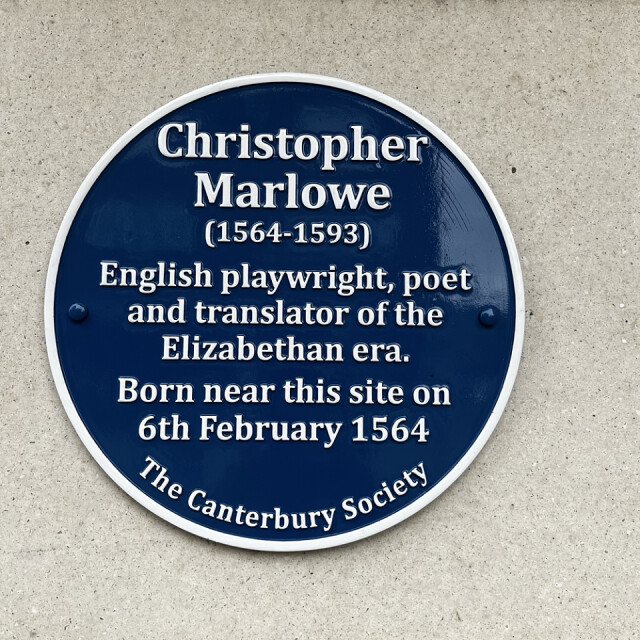 Christopher
Marlowe
(1564-1593)
English playwright, poet
and translator of the
Elizabethan era.
Born near this site on
6th February 1564
The Canterbury Society